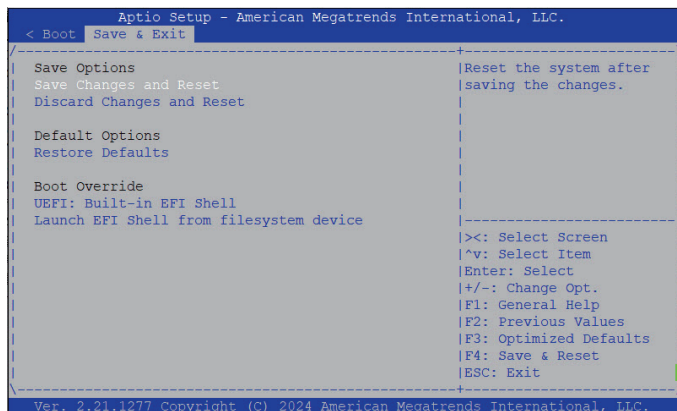 Aptio Setup - American Megatrends International, LLC.
< Boot Save & Exit
Save Options
Save Changes and Reset
Discard Changes and Reset
Default Options
Restore Defaults
Boot Override
UEFI: Built-in EFI Shell
Launch EFI Shell from filesystem device
Reset the system after
saving the changes.
><: Select Screen
^v: Select Item
Enter: Select
+/-: Change Opt.
F1: General Help
F2: Previous Values
F3: Optimized Defaults
F4: Save & Reset
ESC: Exit
Ver. 2.21.1277 Copyright (C) 2024 American Megatrends International, LLC.